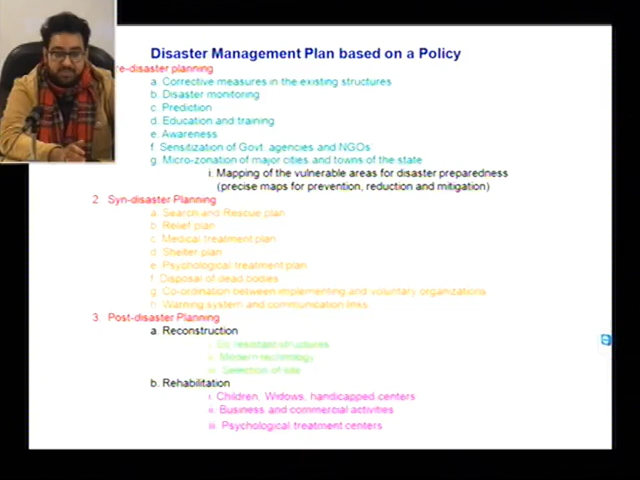 Disaster Management Plan based on a Policy
re-disaster planning
a. Corrective measures in the existing structures
b. Disaster monitoring
c. Prediction
d. Education and training
e. Awareness
f. Sensitization of Govt. agencies and NGOs
g. Micro-zonation of major cities and towns of the state
i. Mapping of the vulnerable areas for disaster preparedness
(precise maps for prevention, reduction and mitigation)
2. Syn-disaster Planning
a. Search and Rescue plan
b. Relief plan
c. Medical treatment plan
d. Shelter plan
e. Psychological treatment plan
f. Disposal of dead bodies
g. Co-ordination between implementing and voluntary organizations
h. Warning system and communication links
3. Post-disaster Planning
a. Reconstruction
i. EQ resistant structures
ii. Modern technology
iii. Selection of site
b. Rehabilitation
i. Children, Widows, handicapped centers
ii. Business and commercial activities
iii. Psychological treatment centers